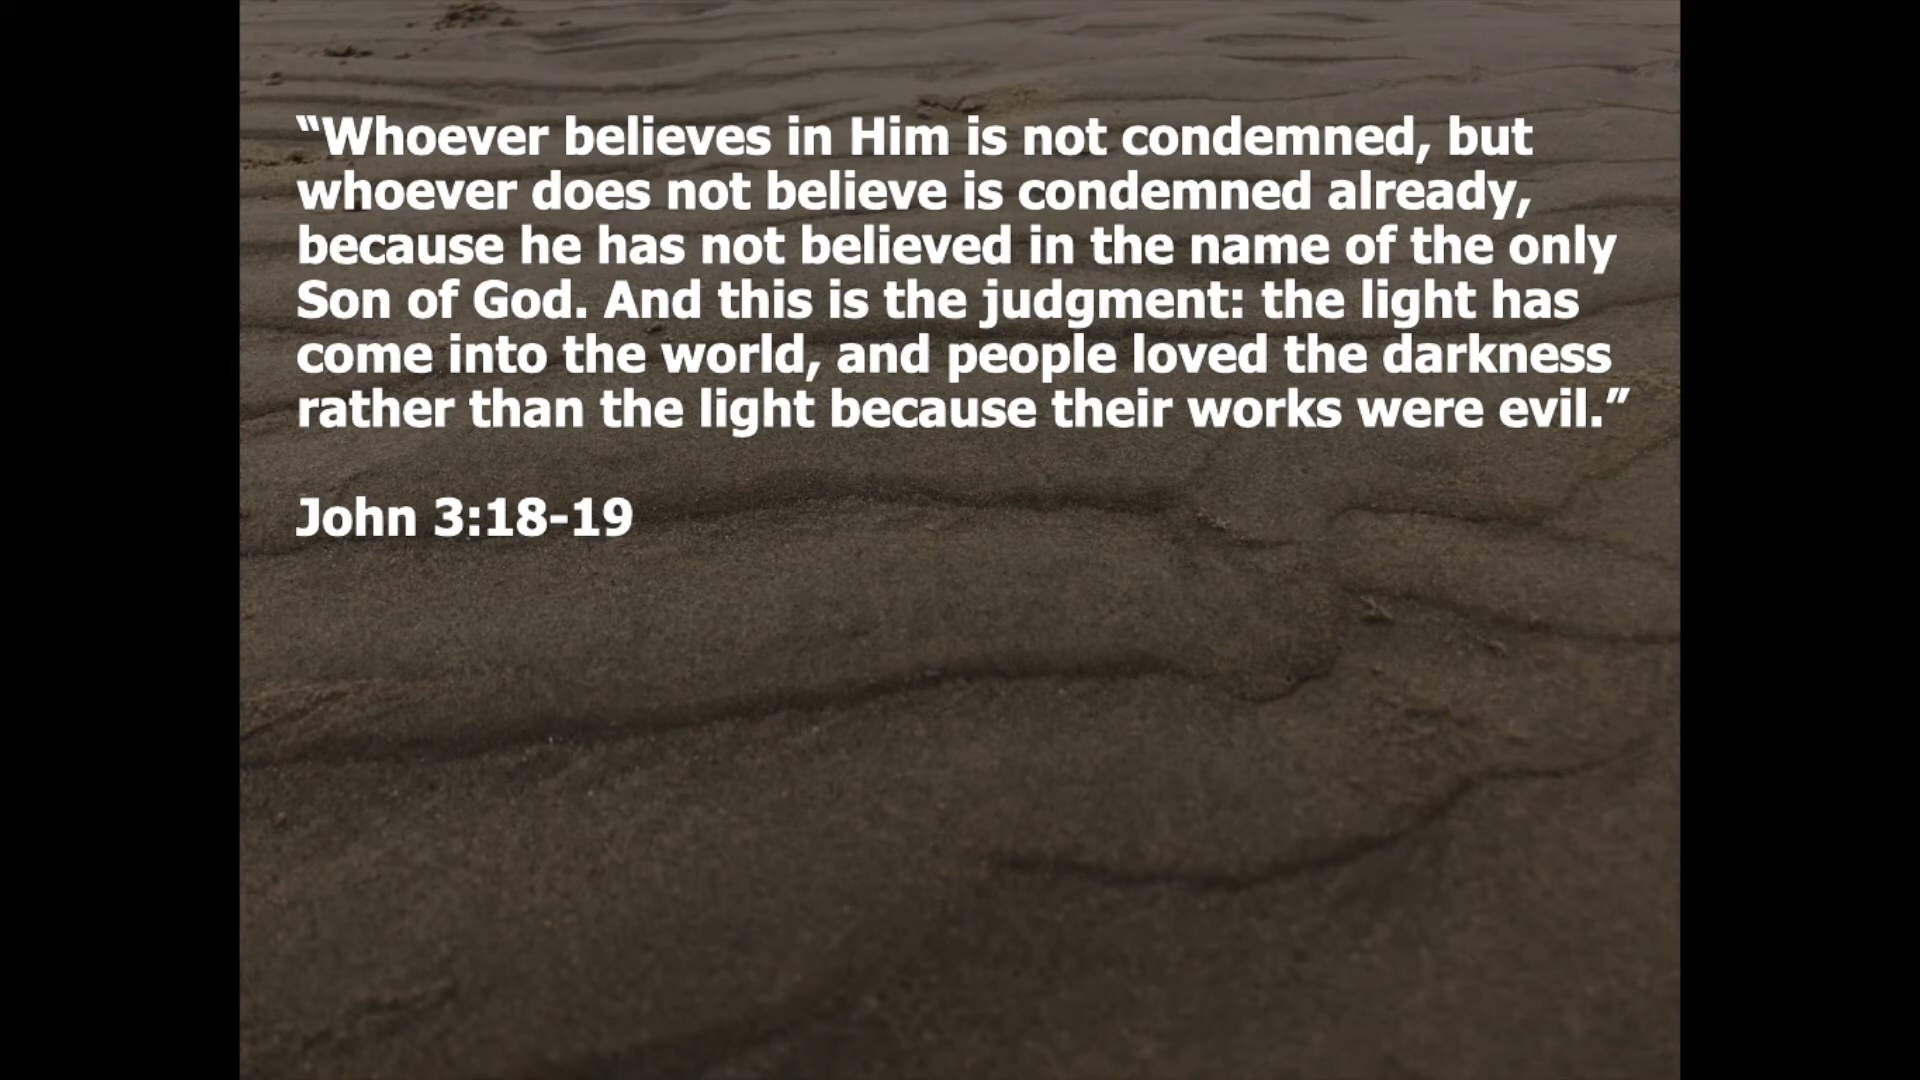 “Whoever believes in Him is not condemned, but
whoever does not believe is condemned already,
because he has not believed in the name of the only
Son of God. And this is the judgment: the light has
come into the world, and people loved the darkness
rather than the light because their works were evil.”
John 3:18-19